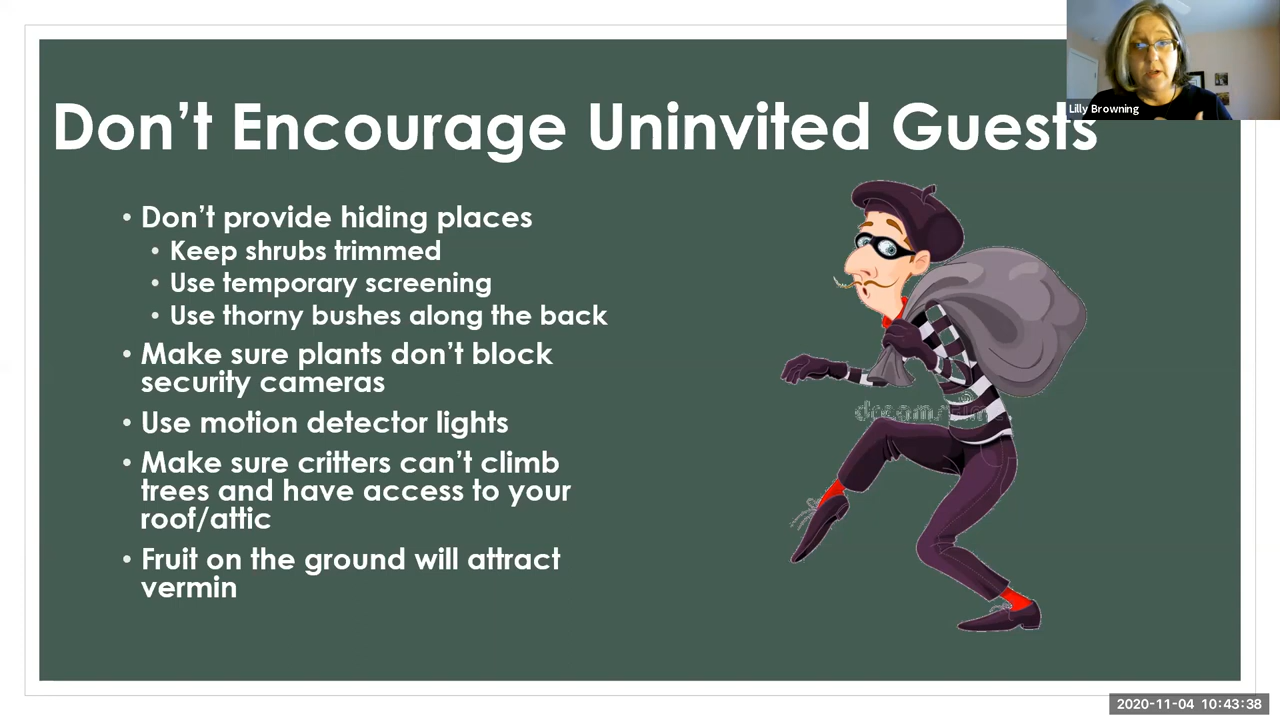 Don't Encourage Uninvited Guests
Lilly Browning
• Don't provide hiding places
• Keep shrubs trimmed
• Use temporary screening
• Use thorny bushes along the back
• Make sure plants don't block
security cameras
• Use motion detector lights
• Make sure critters can't climb
trees and have access to your
roof/attic
• Fruit on the ground will attract
vermin
2020-11-04 10:43:38